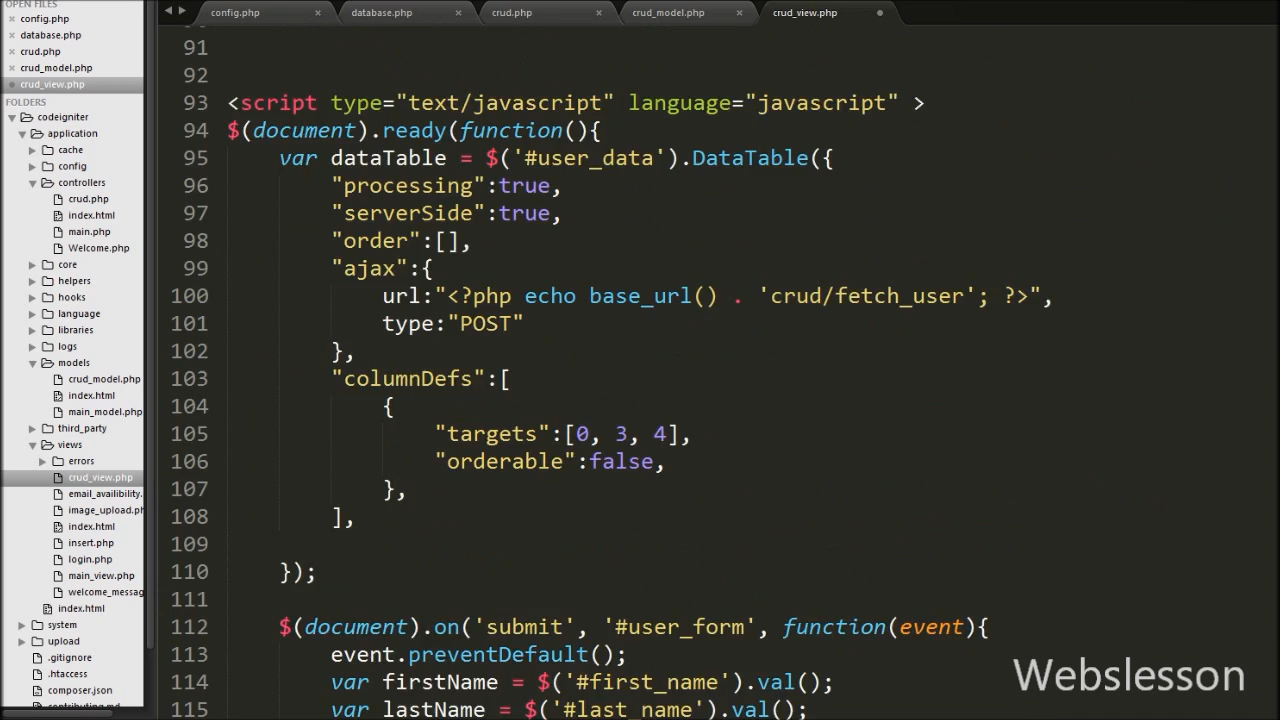 OPEN FILES
config.php
database.php
crud.php
crud_model.php
crud_view.php
FOLDERS
codeigniter
application
cache
config
controllers
crud.php
index.html
main.php
Welcome.php
core
helpers
hooks
language
libraries
logs
models
crud_model.php
index.html
main_model.php
third_party
views
errors
crud_view.php
email_availibility.
image_upload.ph
index.html
insert.php
login.php
main_view.php
welcome_messag
index.html
system
upload
.gitignore
.htaccess
composer.json
contributing.md
config.php
database.php
crud.php
crud_model.php
crud_view.php
91
92
93 <script type="text/javascript" language="javascript" >
94 $(document).ready(function(){
95 var dataTable = $('#user_data').DataTable({
96 "processing":true,
97 "serverSide":true,
98 "order":[],
99 "ajax":{
100 url:"<?php echo base_url() . 'crud/fetch_user'; ?>",
101 type:"POST"
102 },
103 "columnDefs":[
104 {
105 "targets":[0, 3, 4],
106 "orderable":false,
107 },
108 ],
109
110 });
111
112 $(document).on('submit', '#user_form', function(event){
113 event.preventDefault();
114 var firstName = $('#first_name').val();
115 var lastName = $('#last_name').val();
Webslesson